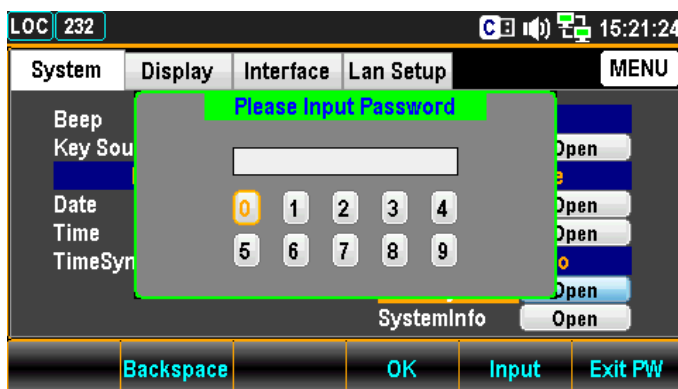 LOC 232 C 15:21:24
System Display Interface Lan Setup MENU
Please Input Password
Beep
Key Sou Open
Date Open
0 1 2 3 4
Time Open
5 6 7 8 9
TimeSyn
o
Open
SystemInfo Open
Backspace OK Input Exit PW